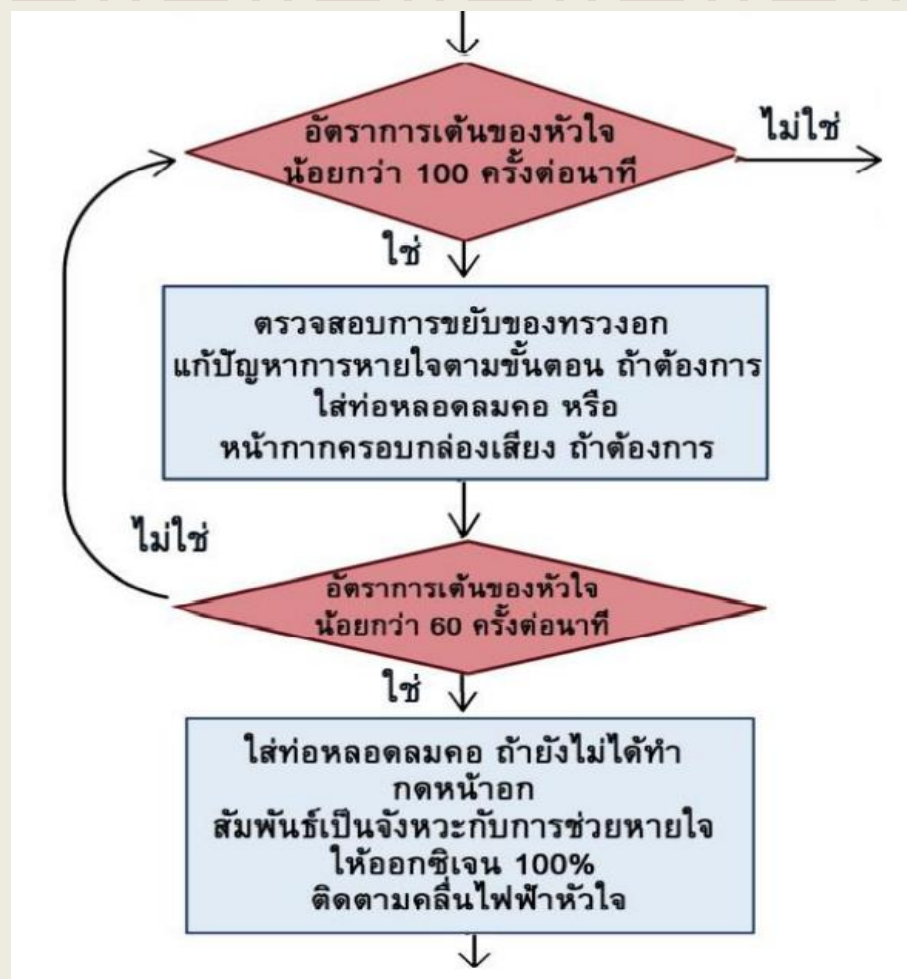 อัตราการเต้นของหัวใจ
น้อยกว่า 100 ครั้งต่อนาที
ไม่ใช่
ใช่
ตรวจสอบการขยับของทรวงอก
แก้ปัญหาการหายใจตามขั้นตอน ถ้าต้องการ
ใส่ท่อหลอดลมคอ หรือ
หน้ากากครอบกล่องเสียง ถ้าต้องการ
ไม่ใช่
อัตราการเต้นของหัวใจ
น้อยกว่า 60 ครั้งต่อนาที
ใช่
ใส่ท่อหลอดลมคอ ถ้ายังไม่ได้ทำ
กดหน้าอก
สัมพันธ์เป็นจังหวะกับการช่วยหายใจ
ให้ออกซิเจน 100%
ติดตามคลื่นไฟฟ้าหัวใจ